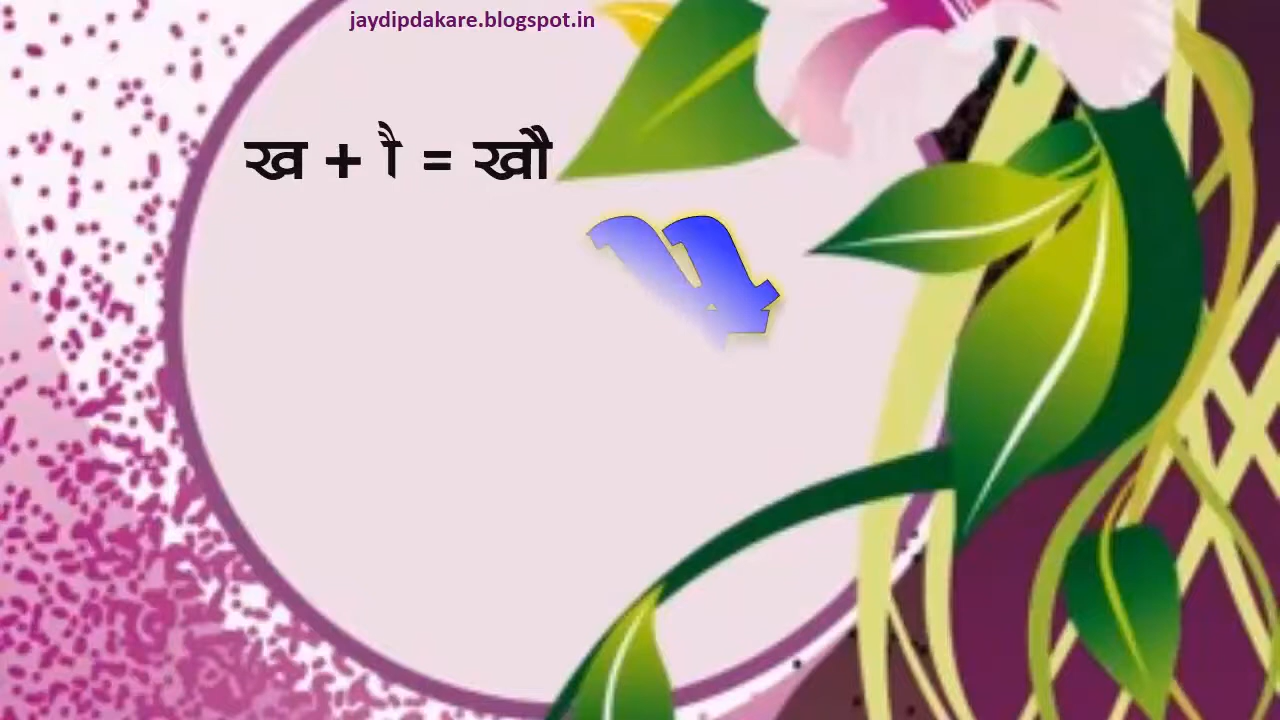 jaydipdakare.blogspot.in
ख + ौ = खौ